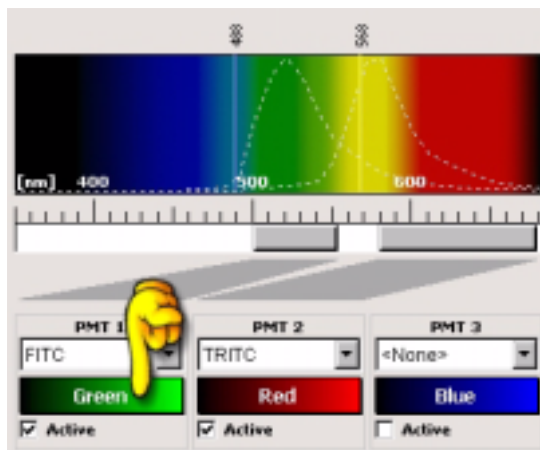 488 568
[nm] 400 500 600
PMT 1 PMT 2 PMT 3
FITC TRITC <None>
Green Red Blue
Active Active Active